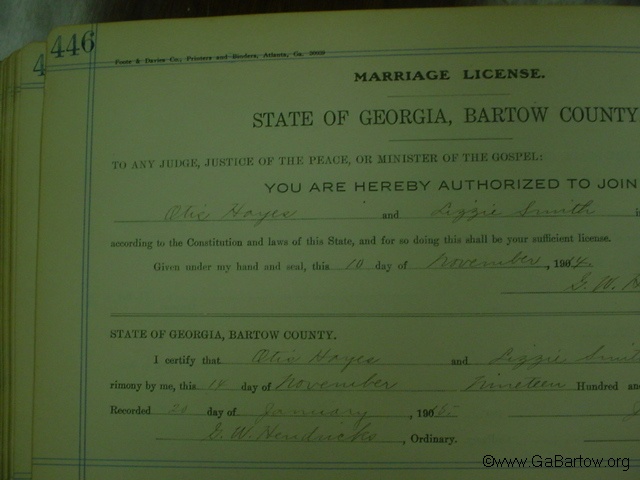 446
4
Foote & Davies Co., Printers and Binders, Atlanta, Ga.
MARRIAGE LICENSE.
STATE OF GEORGIA, BARTOW COUNTY
TO ANY JUDGE, JUSTICE OF THE PEACE, OR MINISTER OF THE GOSPEL:
YOU ARE HEREBY AUTHORIZED TO JOIN
Otis Hayes and Lizzie Smith i
according to the Constitution and laws of this State, and for so doing this shall be your sufficient license.
Given under my hand and seal, this 10 day of November, 1914.
G. W. H
STATE OF GEORGIA, BARTOW COUNTY.
I certify that Otis Hayes and Lizzie Smit
rimony by me, this 14 day of November Nineteen Hundred and
Recorded 20 day of January, 1915.
G. W. Hendricks, Ordinary.
©www.GaBartow.org